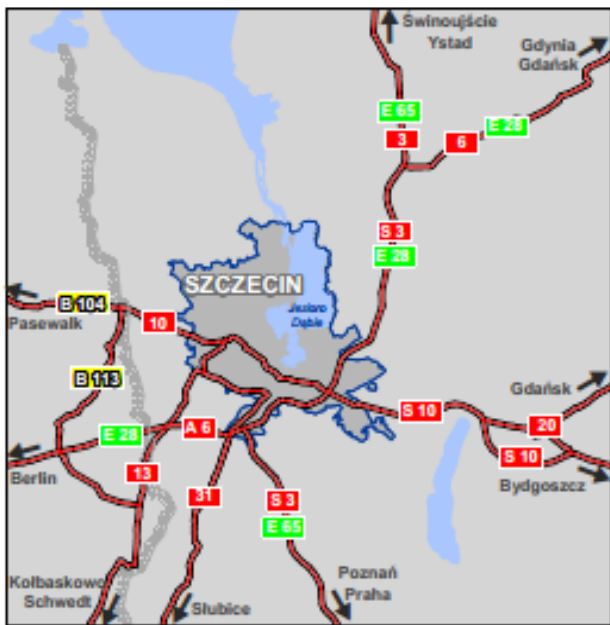 Świnoujście
Ystad
Gdynia
Gdańsk
E 65
3
6
E 28
S 3
E 28
SZCZECIN
Jezioro
Dąbie
B 104
Pasewalk
10
B 113
Gdańsk
S 10
20
E 28
A 6
Berlin
13
S 10
Bydgoszcz
31
S 3
E 65
Kołbaskowo
Schwedt
Słubice
Poznań
Praha